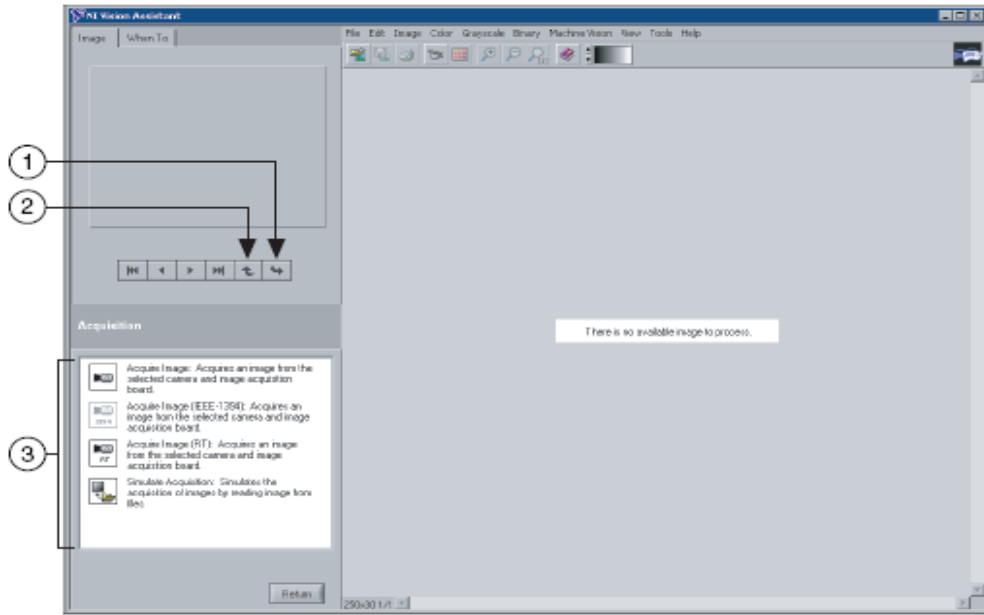 NI Vision Assistant
Image
File Edit Image Color Grayscale Binary Machine Vision View Tools Help
1
2
Acquisition
There is no available image to process.
3
Acquire Image: Acquires an image from the
selected camera and image acquisition
board.
Acquire Image (IEEE-1394): Acquires an
image from the selected camera and image
acquisition board.
Acquire Image (RT): Acquires an image
from the selected camera and image
acquisition board.
Simulate Acquisition: Simulates the
acquisition of images by reading image from
files.
Return